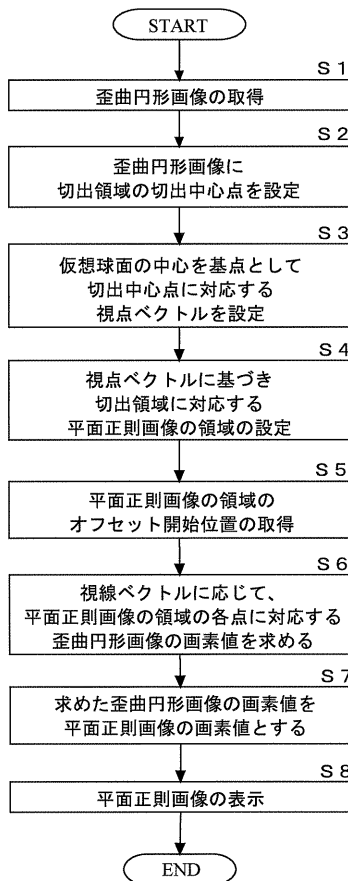 START
S1
歪曲円形画像の取得
S2
歪曲円形画像に
切出領域の切出中心点を設定
S3
仮想球面の中心を基点として
切出中心点に対応する
視点ベクトルを設定
S4
視点ベクトルに基づき
切出領域に対応する
平面正則画像の領域の設定
S5
平面正則画像の領域の
オフセット開始位置の取得
S6
視線ベクトルに応じて、
平面正則画像の領域の各点に対応する
歪曲円形画像の画素値を求める
S7
求めた歪曲円形画像の画素値を
平面正則画像の画素値とする
S8
平面正則画像の表示
END